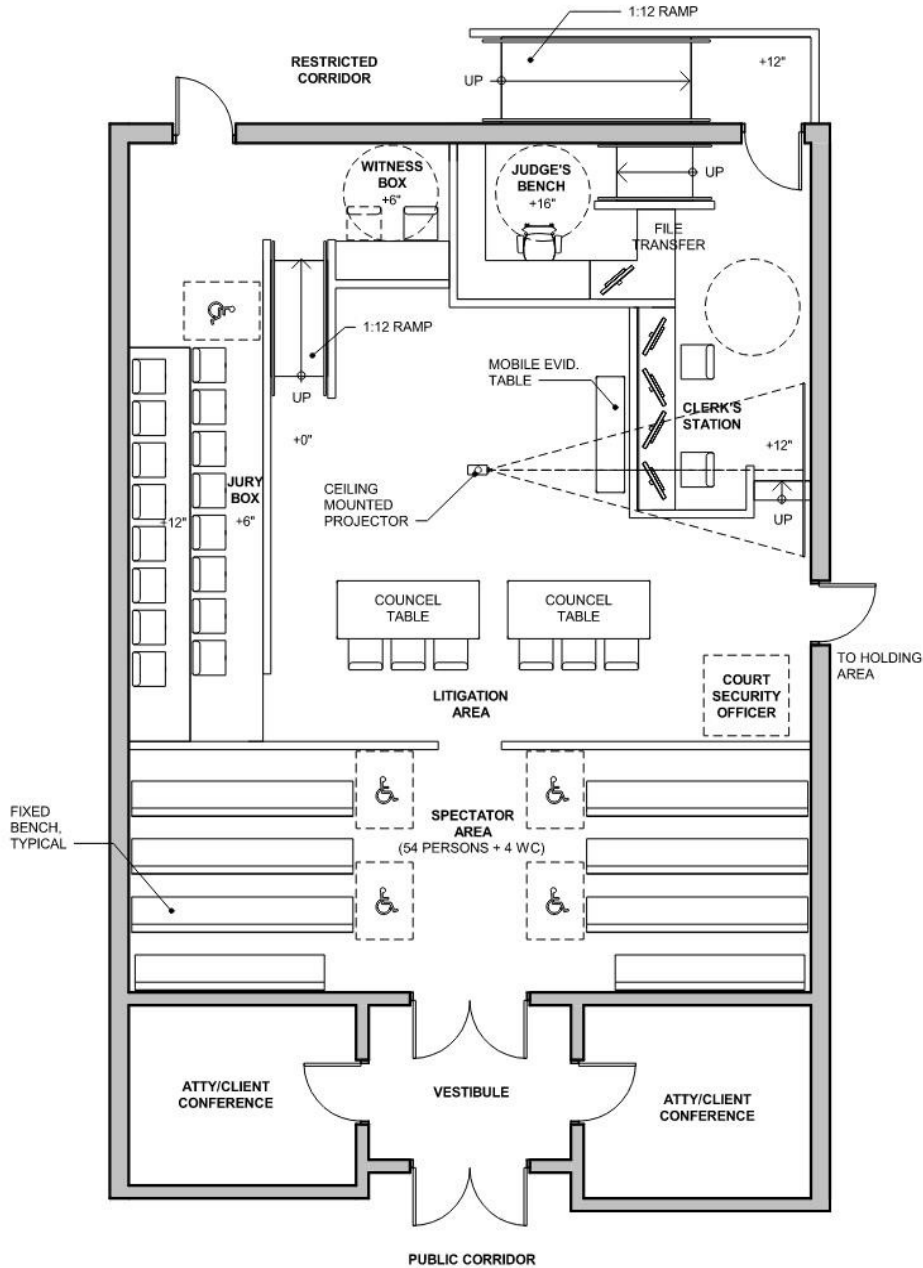 1:12 RAMP
RESTRICTED
CORRIDOR
UP
+12"
WITNESS
BOX
+6"
JUDGE'S
BENCH
+16"
UP
FILE
TRANSFER
1:12 RAMP
UP
MOBILE EVID.
TABLE
+0"
CLERK'S
STATION
+12"
JURY
BOX
+6"
+12"
CEILING
MOUNTED
PROJECTOR
UP
COUNCEL
TABLE
COUNCEL
TABLE
TO HOLDING
AREA
COURT
SECURITY
OFFICER
LITIGATION
AREA
FIXED
BENCH,
TYPICAL
SPECTATOR
AREA
(54 PERSONS + 4 WC)
ATTY/CLIENT
CONFERENCE
VESTIBULE
ATTY/CLIENT
CONFERENCE
PUBLIC CORRIDOR